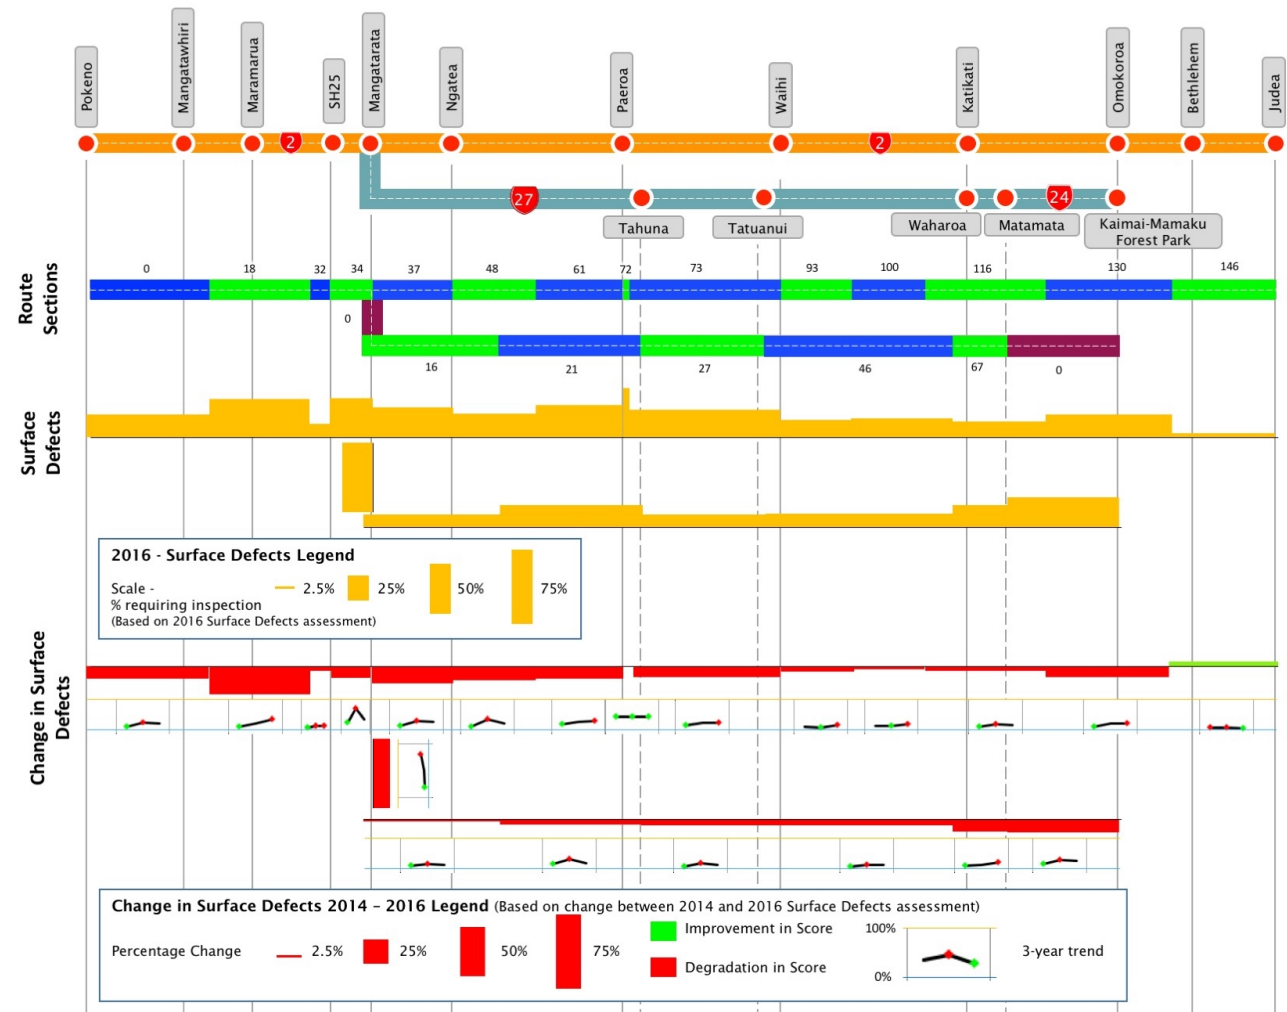 Pokeno
Mangatawhiri
Maramarua
SH25
Mangatarata
Ngatea
Paeroa
Waihi
Katikati
Omokoroa
Bethlehem
Judea
2
2
27
24
Tahuna
Tatuanui
Waharoa
Matamata
Kaimai-Mamaku
Forest Park
Route
Sections
0
18
32
34
37
48
61
72
73
93
100
116
130
146
0
16
21
27
46
67
0
Surface
Defects
2016 - Surface Defects Legend
Scale -
% requiring inspection
(Based on 2016 Surface Defects assessment)
2.5%
25%
50%
75%
Change in Surface
Defects
Change in Surface Defects 2014 – 2016 Legend (Based on change between 2014 and 2016 Surface Defects assessment)
Percentage Change
2.5%
25%
50%
75%
Improvement in Score
Degradation in Score
100%
0%
3-year trend